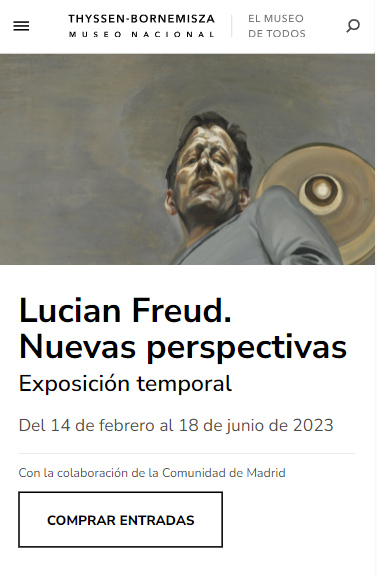 THYSSEN-BORNEMISZA
MUSEO NACIONAL
EL MUSEO
DE TODOS
Lucian Freud.
Nuevas perspectivas
Exposición temporal
Del 14 de febrero al 18 de junio de 2023
Con la colaboración de la Comunidad de Madrid
COMPRAR ENTRADAS